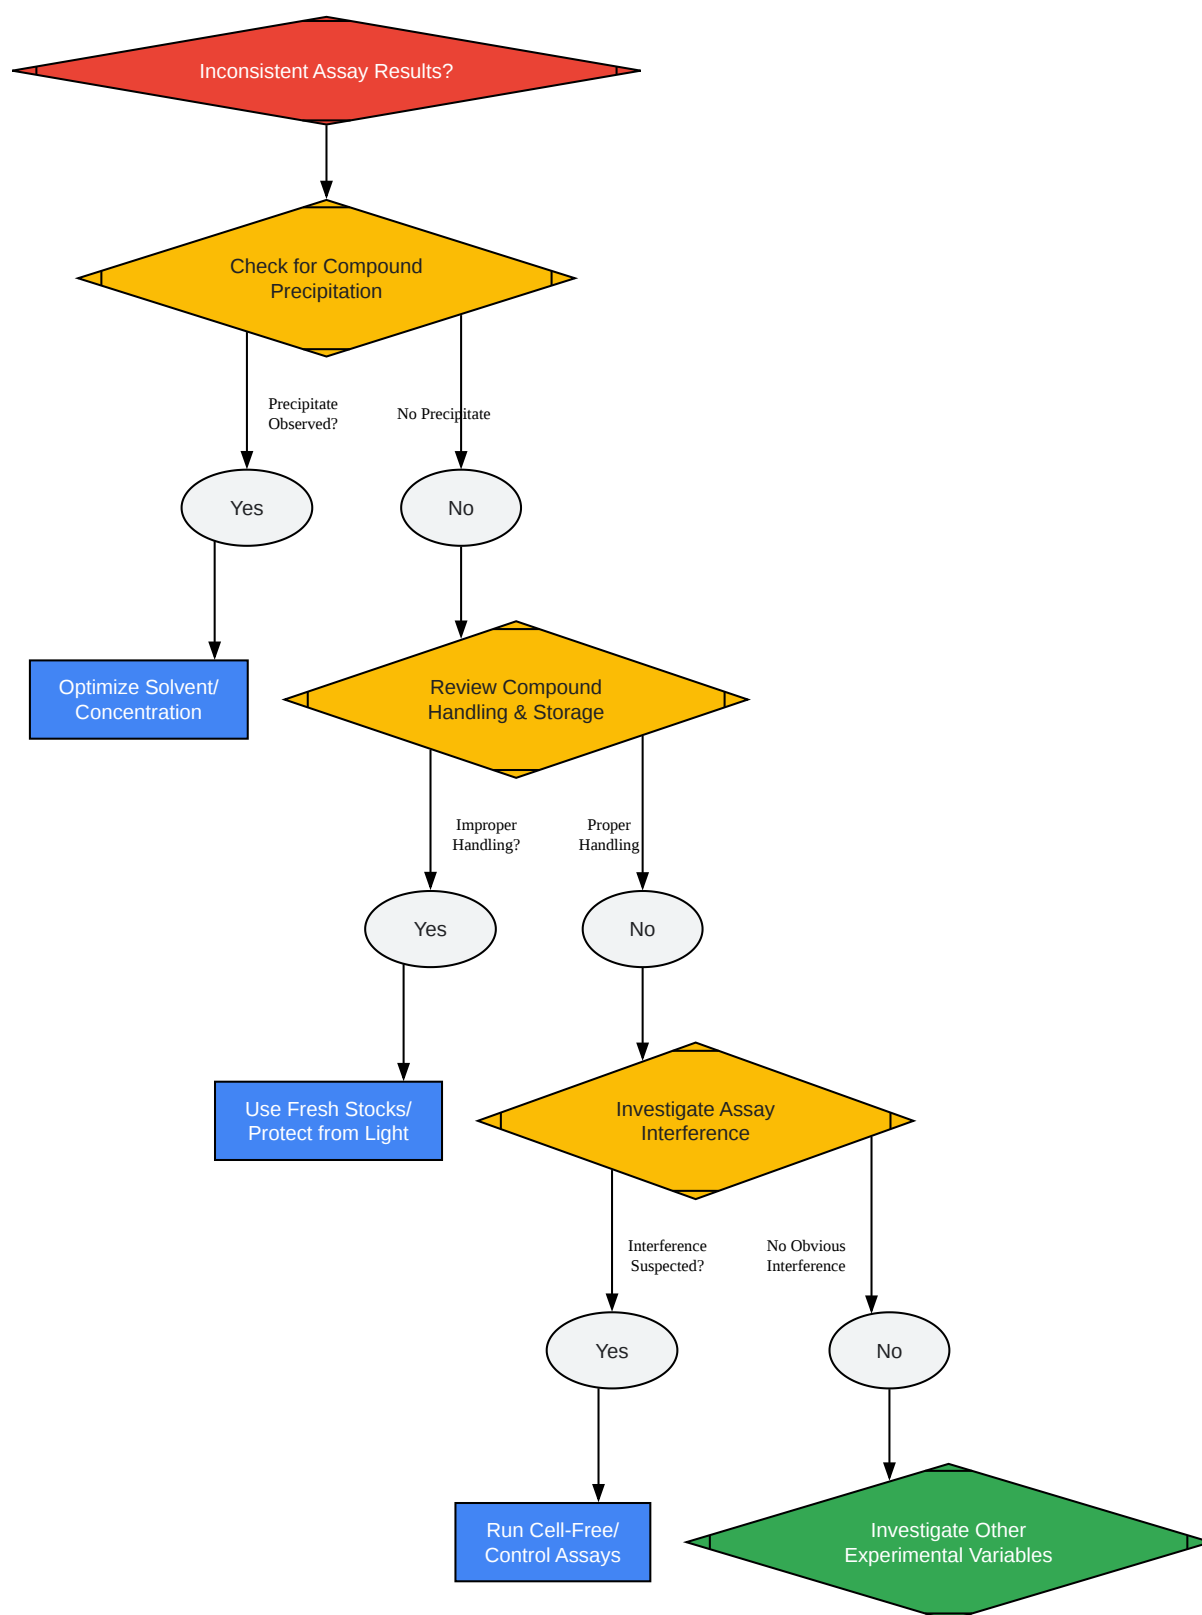 Inconsistent Assay Results?
Check for Compound
Precipitation
Precipitate
Observed?
No Precipitate
Yes
No
Optimize Solvent/
Concentration
Review Compound
Handling & Storage
Improper
Handling?
Proper
Handling
Yes
No
Use Fresh Stocks/
Protect from Light
Investigate Assay
Interference
Interference
Suspected?
No Obvious
Interference
Yes
No
Run Cell-Free/
Control Assays
Investigate Other
Experimental Variables